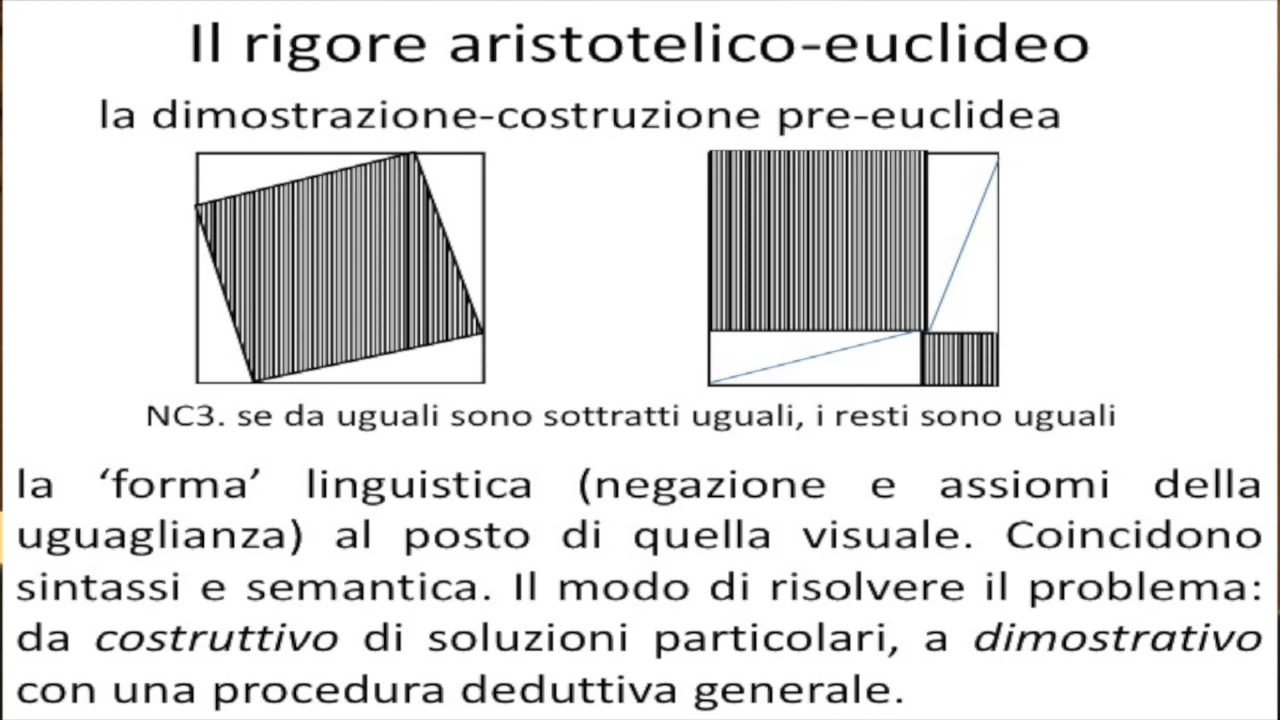 Il rigore aristotelico-euclideo
la dimostrazione-costruzione pre-euclidea
NC3. se da uguali sono sottratti uguali, i resti sono uguali
la ‘forma’ linguistica (negazione e assiomi della
uguaglianza) al posto di quella visuale. Coincidono
sintassi e semantica. Il modo di risolvere il problema:
da costruttivo di soluzioni particolari, a dimostrativo
con una procedura deduttiva generale.